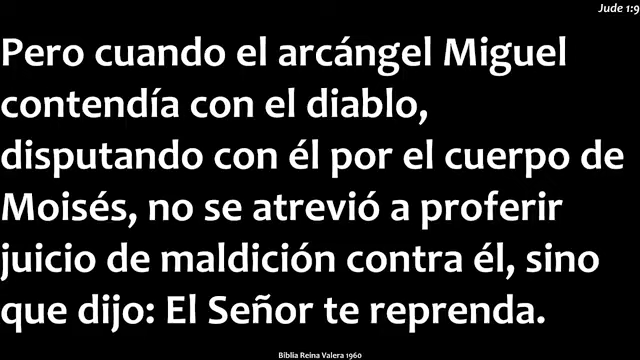 Jude 1:9
Pero cuando el arcángel Miguel
contendía con el diablo,
disputando con él por el cuerpo de
Moisés, no se atrevió a proferir
juicio de maldición contra él, sino
que dijo: El Señor te reprenda.
Biblia Reina Valera 1960